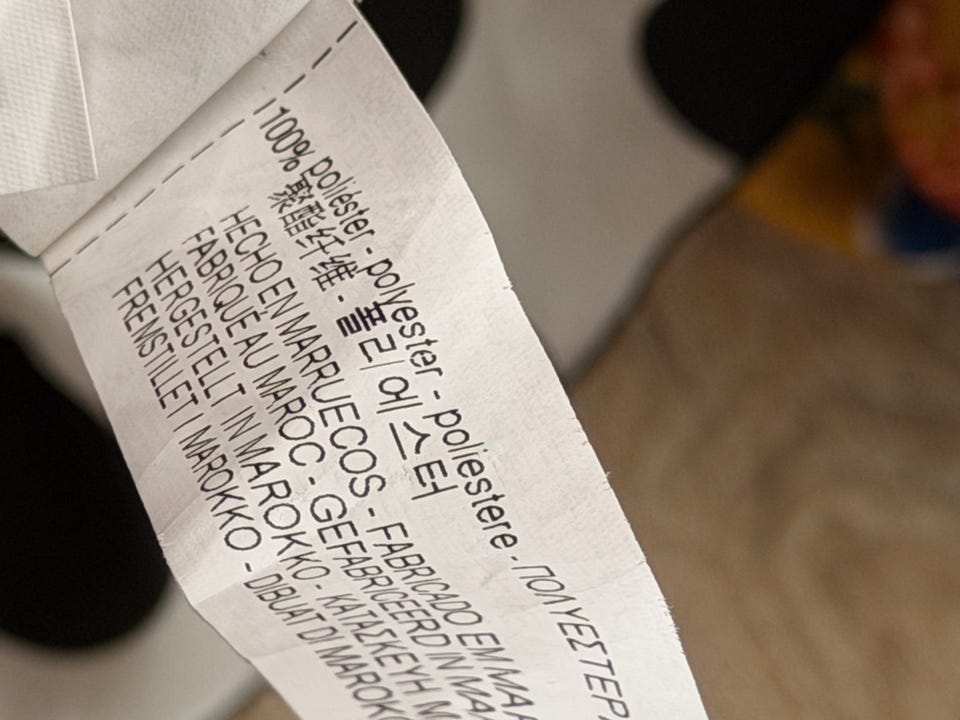 100% poliéster - polyester - poliestere - ΠΟΛΥΕΣΤΕΡ
聚酯纤维 - 폴리에스터
HECHO EN MARRUECOS - FABRICADO EM
FABRIQUÉ AU MAROC - GEFABRICEERD IN
HERGESTELLT IN MAROKKO - ΚΑΤΑΣΚΕΥΗ
FREMSTILLET I MAROKKO - DIBUAT DI